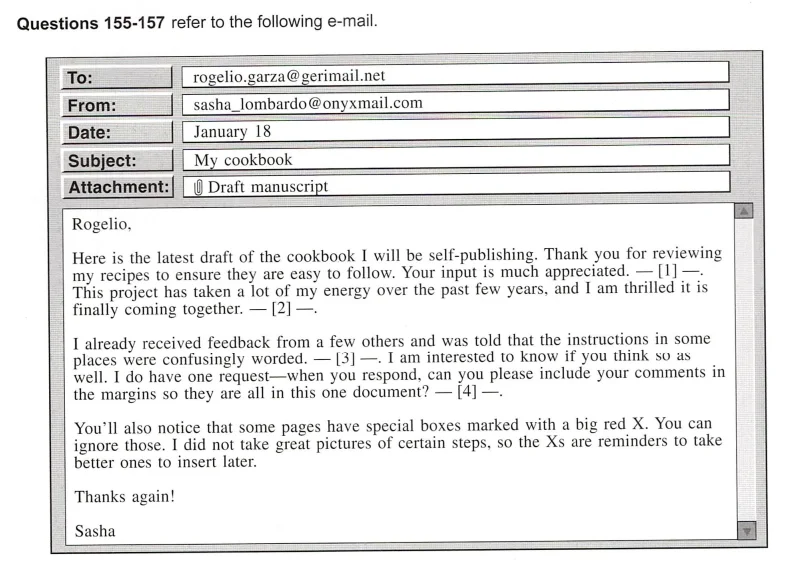 Questions 155-157 refer to the following e-mail.
To: rogelio.garza@gerimail.net
From: sasha_lombardo@onyxmail.com
Date: January 18
Subject: My cookbook
Attachment: Draft manuscript
Rogelio,
Here is the latest draft of the cookbook I will be self-publishing. Thank you for reviewing
my recipes to ensure they are easy to follow. Your input is much appreciated. — [1] —.
This project has taken a lot of my energy over the past few years, and I am thrilled it is
finally coming together. — [2] —.
I already received feedback from a few others and was told that the instructions in some
places were confusingly worded. — [3] —. I am interested to know if you think so as
well. I do have one request—when you respond, can you please include your comments in
the margins so they are all in this one document? — [4] —.
You’ll also notice that some pages have special boxes marked with a big red X. You can
ignore those. I did not take great pictures of certain steps, so the Xs are reminders to take
better ones to insert later.
Thanks again!
Sasha